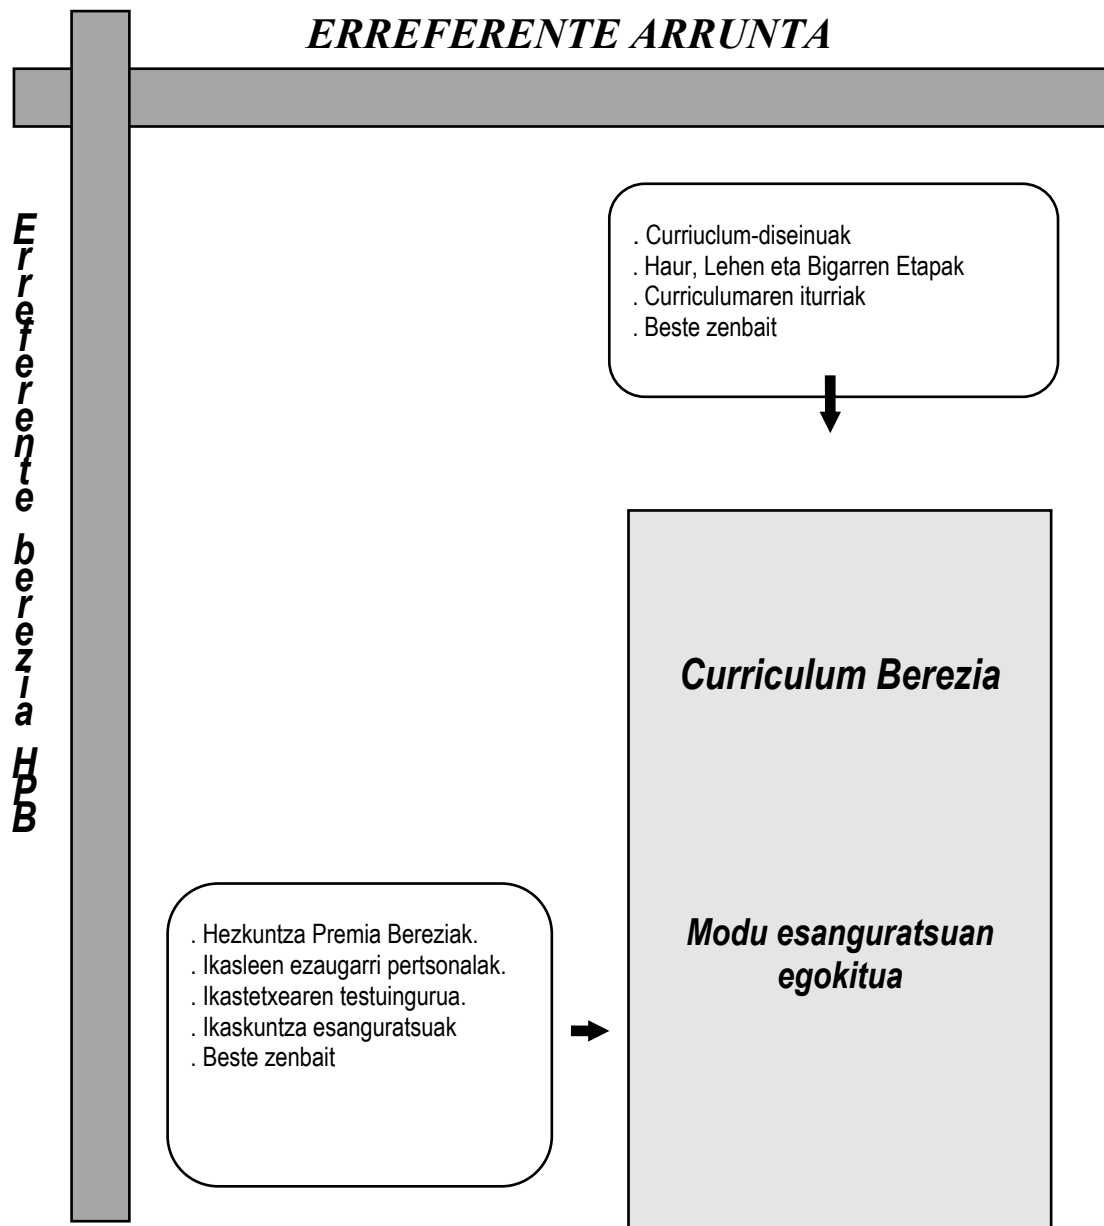 ERREFERENTE ARRUNTA
Erreferente berezia HPB
. Curriuclum-diseinuak
. Haur, Lehen eta Bigarren Etapak
. Curriculumaren iturriak
. Beste zenbait
Curriculum Berezia
Modu esanguratsuan
egokitua
. Hezkuntza Premia Bereziak.
. Ikasleen ezaugarri pertsonalak.
. Ikastetxearen testuingurua.
. Ikaskuntza esanguratsuak
. Beste zenbait